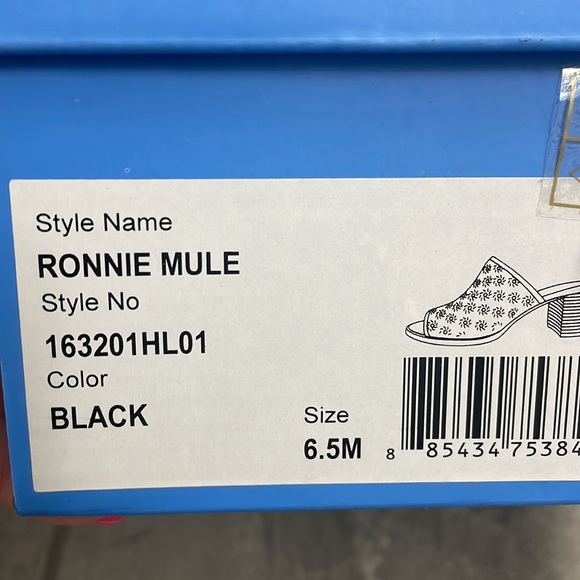 Style Name
RONNIE MULE
Style No
163201HL01
Color
BLACK
Size
6.5M
8 85434 75384